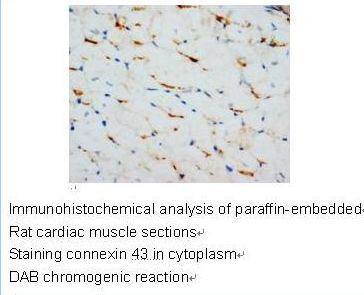 Immunohistochemical analysis of paraffin-embedded
Rat cardiac muscle sections
Staining connexin 43 in cytoplasm
DAB chromogenic reaction